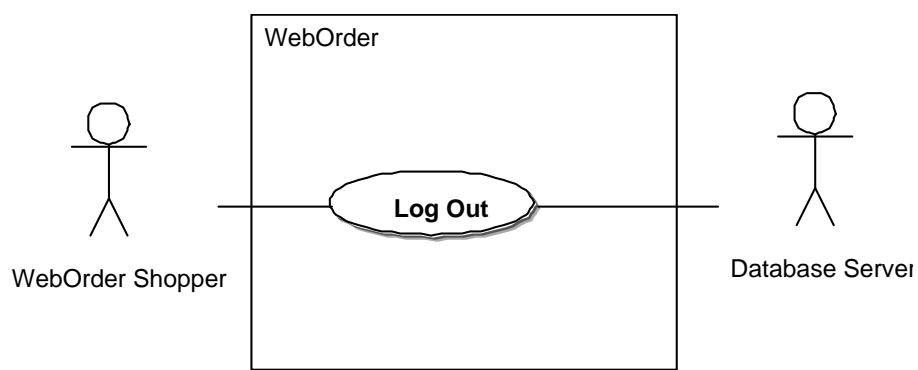 WebOrder
Log Out
WebOrder Shopper
Database Server